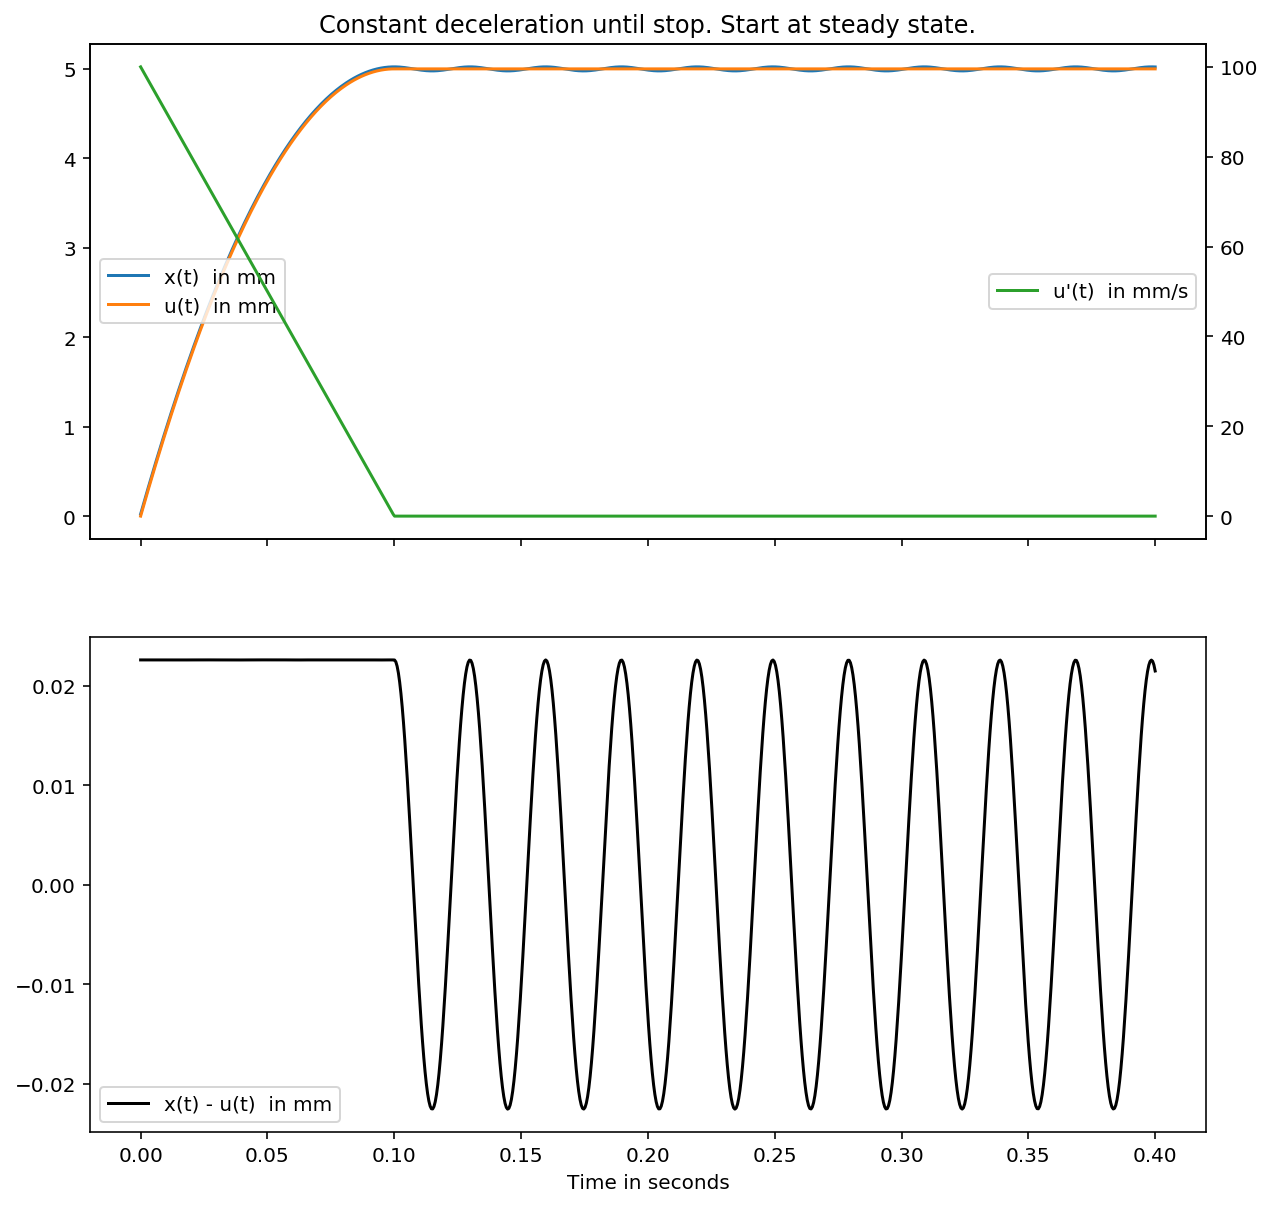 Constant deceleration until stop. Start at steady state.
5
4
3
2
1
0
x(t)  in mm
u(t)  in mm
100
80
60
40
20
0
u'(t)  in mm/s
0.02
0.01
0.00
−0.01
−0.02
x(t) - u(t)  in mm
0.00 0.05 0.10 0.15 0.20 0.25 0.30 0.35 0.40
Time in seconds